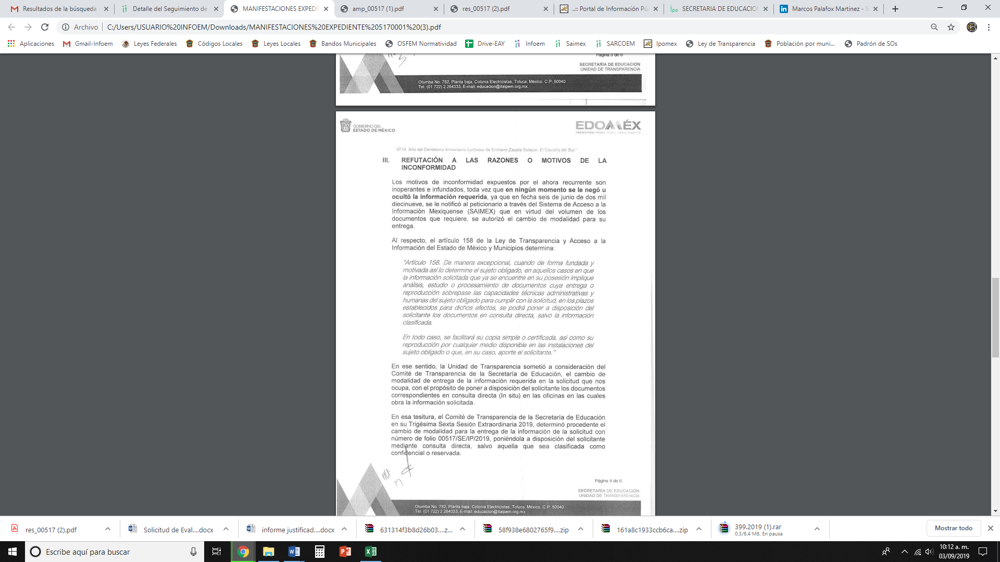 Resultados de la búsqueda
Detalle del Seguimiento de
MANIFESTACIONES EXPEDI
amp_00517 (1).pdf
res_00517 (2).pdf
..:: Portal de Información Pú
SECRETARIA DE EDUCACION
Marcos Palafox Martinez - S
Archivo
C:/Users/USUARIO%20INFOEM/Downloads/MANIFESTACIONES%20EXPEDIENTE%205170001%20(3).pdf
Aplicaciones
Gmail-Infoem
Leyes Federales
Códigos Locales
Leyes Locales
Bandos Municipales
OSFEM Normatividad
Drive-EAY
Infoem
Saimex
SARCOEM
Ipomex
Ley de Transparencia
Población por muni...
Padrón de SOs
Página 3 de 6
SECRETARÍA DE EDUCACIÓN
UNIDAD DE TRANSPARENCIA
Otumba No. 782, Planta baja, Colonia Electricistas, Toluca, México. C.P. 50040
Tel. (01 722) 2 264333, E-mail: educacion@itaipem.org.mx
GOBIERNO DEL
ESTADO DE MÉXICO
EDOMÉX
"2019. Año del Centésimo Aniversario Luctuoso de Emiliano Zapata Salazar. El Caudillo del Sur."
III. REFUTACIÓN A LAS RAZONES O MOTIVOS DE LA
INCONFORMIDAD
Los motivos de inconformidad expuestos por el ahora recurrente son
inoperantes e infundados, toda vez que en ningún momento se le negó u
ocultó la información requerida, ya que en fecha seis de junio de dos mil
diecinueve, se le notificó al peticionario a través del Sistema de Acceso a la
Información Mexiquense (SAIMEX) que en virtud del volumen de los
documentos que requiere, se autorizó el cambio de modalidad para su
entrega.
Al respecto, el artículo 158 de la Ley de Transparencia y Acceso a la
Información del Estado de México y Municipios determina:
"Artículo 158. De manera excepcional, cuando de forma fundada y
motivada así lo determine el sujeto obligado, en aquellos casos en que
la información solicitada que ya se encuentre en su posesión implique
análisis, estudio o procesamiento de documentos cuya entrega o
reproducción sobrepase las capacidades técnicas administrativas y
humanas del sujeto obligado para cumplir con la solicitud, en los plazos
establecidos para dichos efectos, se podrá poner a disposición del
solicitante los documentos en consulta directa, salvo la información
clasificada.
En todo caso, se facilitará su copia simple o certificada, así como su
reproducción por cualquier medio disponible en las instalaciones del
sujeto obligado o que, en su caso, aporte el solicitante."
En ese sentido, la Unidad de Transparencia sometió a consideración del
Comité de Transparencia de la Secretaría de Educación, el cambio de
modalidad de entrega de la información requerida en la solicitud que nos
ocupa, con el propósito de poner a disposición del solicitante los documentos
correspondientes en consulta directa (In situ) en las oficinas en las cuales
obra la información solicitada.
En esa tesitura, el Comité de Transparencia de la Secretaría de Educación
en su Trigésima Sexta Sesión Extraordinaria 2019, determinó procedente el
cambio de modalidad para la entrega de la información de la solicitud con
número de folio 00517/SE/IP/2019, poniéndola a disposición del solicitante
mediante consulta directa, salvo aquella que sea clasificada como
confidencial o reservada.
Página 4 de 6
SECRETARÍA DE EDUCACIÓN
UNIDAD DE TRANSPARENCIA
Otumba No. 782, Planta baja, Colonia Electricistas, Toluca, México. C.P. 50040
Tel. (01 722) 2 264333, E-mail: educacion@itaipem.org.mx
res_00517 (2).pdf
Solicitud de Eval....docx
informe justificad....docx
631314f3b8d26b03....z...
58f938e6802765f9....zip
161a8c1933ccb6ca....zip
399.2019 (1).rar
0,3/6,4 MB, En pausa
Mostrar todo
Escribe aquí para buscar
10:12 a. m.
03/09/2019